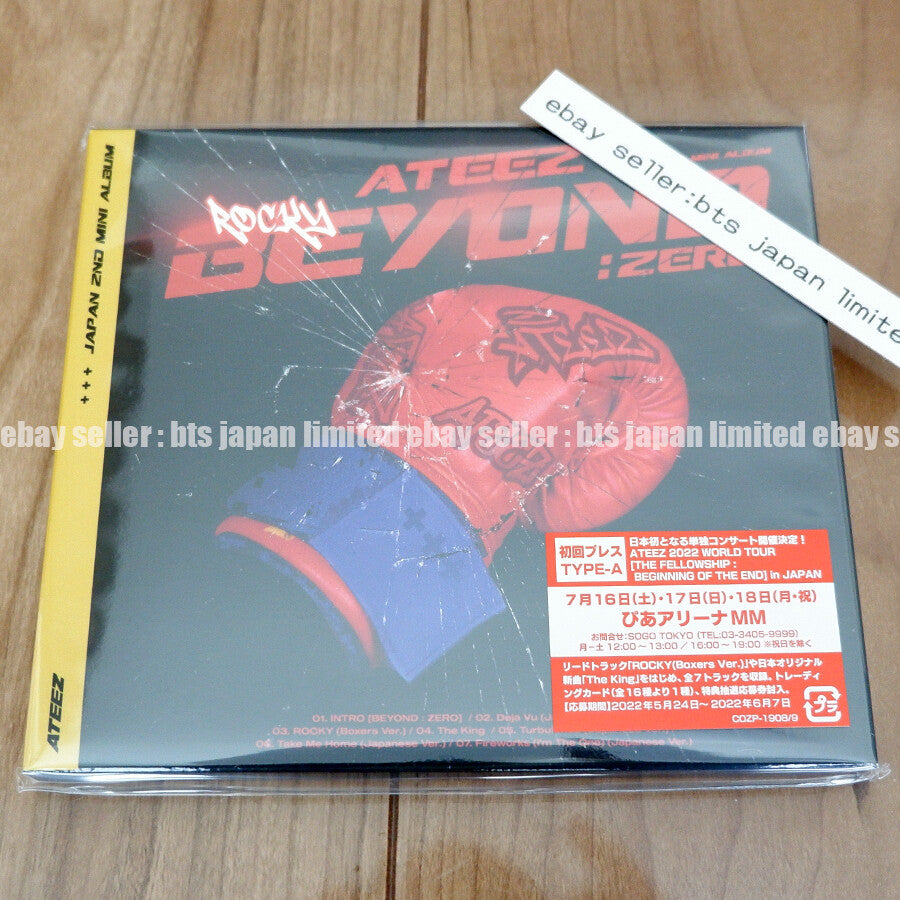 ebay seller:bts japan limite
ATEEZ
MINI ALBUM
ROCKY
BEYOND
:ZER
+++ JAPAN 2ND MINI ALBUM
ATEEZ
ATEEZ
ebay seller : bts japan limited ebay seller : bts japan limited ebay s
初回プレス
TYPE-A
日本初となる単独コンサート開催決定！
ATEEZ 2022 WORLD TOUR
[THE FELLOWSHIP :
BEGINNING OF THE END] in JAPAN
7月16日(土)・17日(日)・18日(月・祝)
ぴあアリーナMM
お問合せ:SOGO TOKYO (TEL:03-3405-9999)
月−土 12:00〜13:00 / 16:00〜19:00 ※祝日を除く
リードトラック「ROCKY(Boxers Ver.)」や日本オリジナル
新曲「The King」をはじめ、全7トラックを収録。トレーディ
ングカード(全16種より1種)、特典抽選応募券封入。
【応募期間】2022年5月24日〜2022年6月7日
プラ
COZP-1908/9
01. INTRO [BEYOND : ZERO] / 02. Deja Vu (J
03. ROCKY (Boxers Ver.) / 04. The King / 05. Turbu
06. Take Me Home (Japanese Ver.) / 07. Fireworks (I'm The One) (Japanese Ver.)